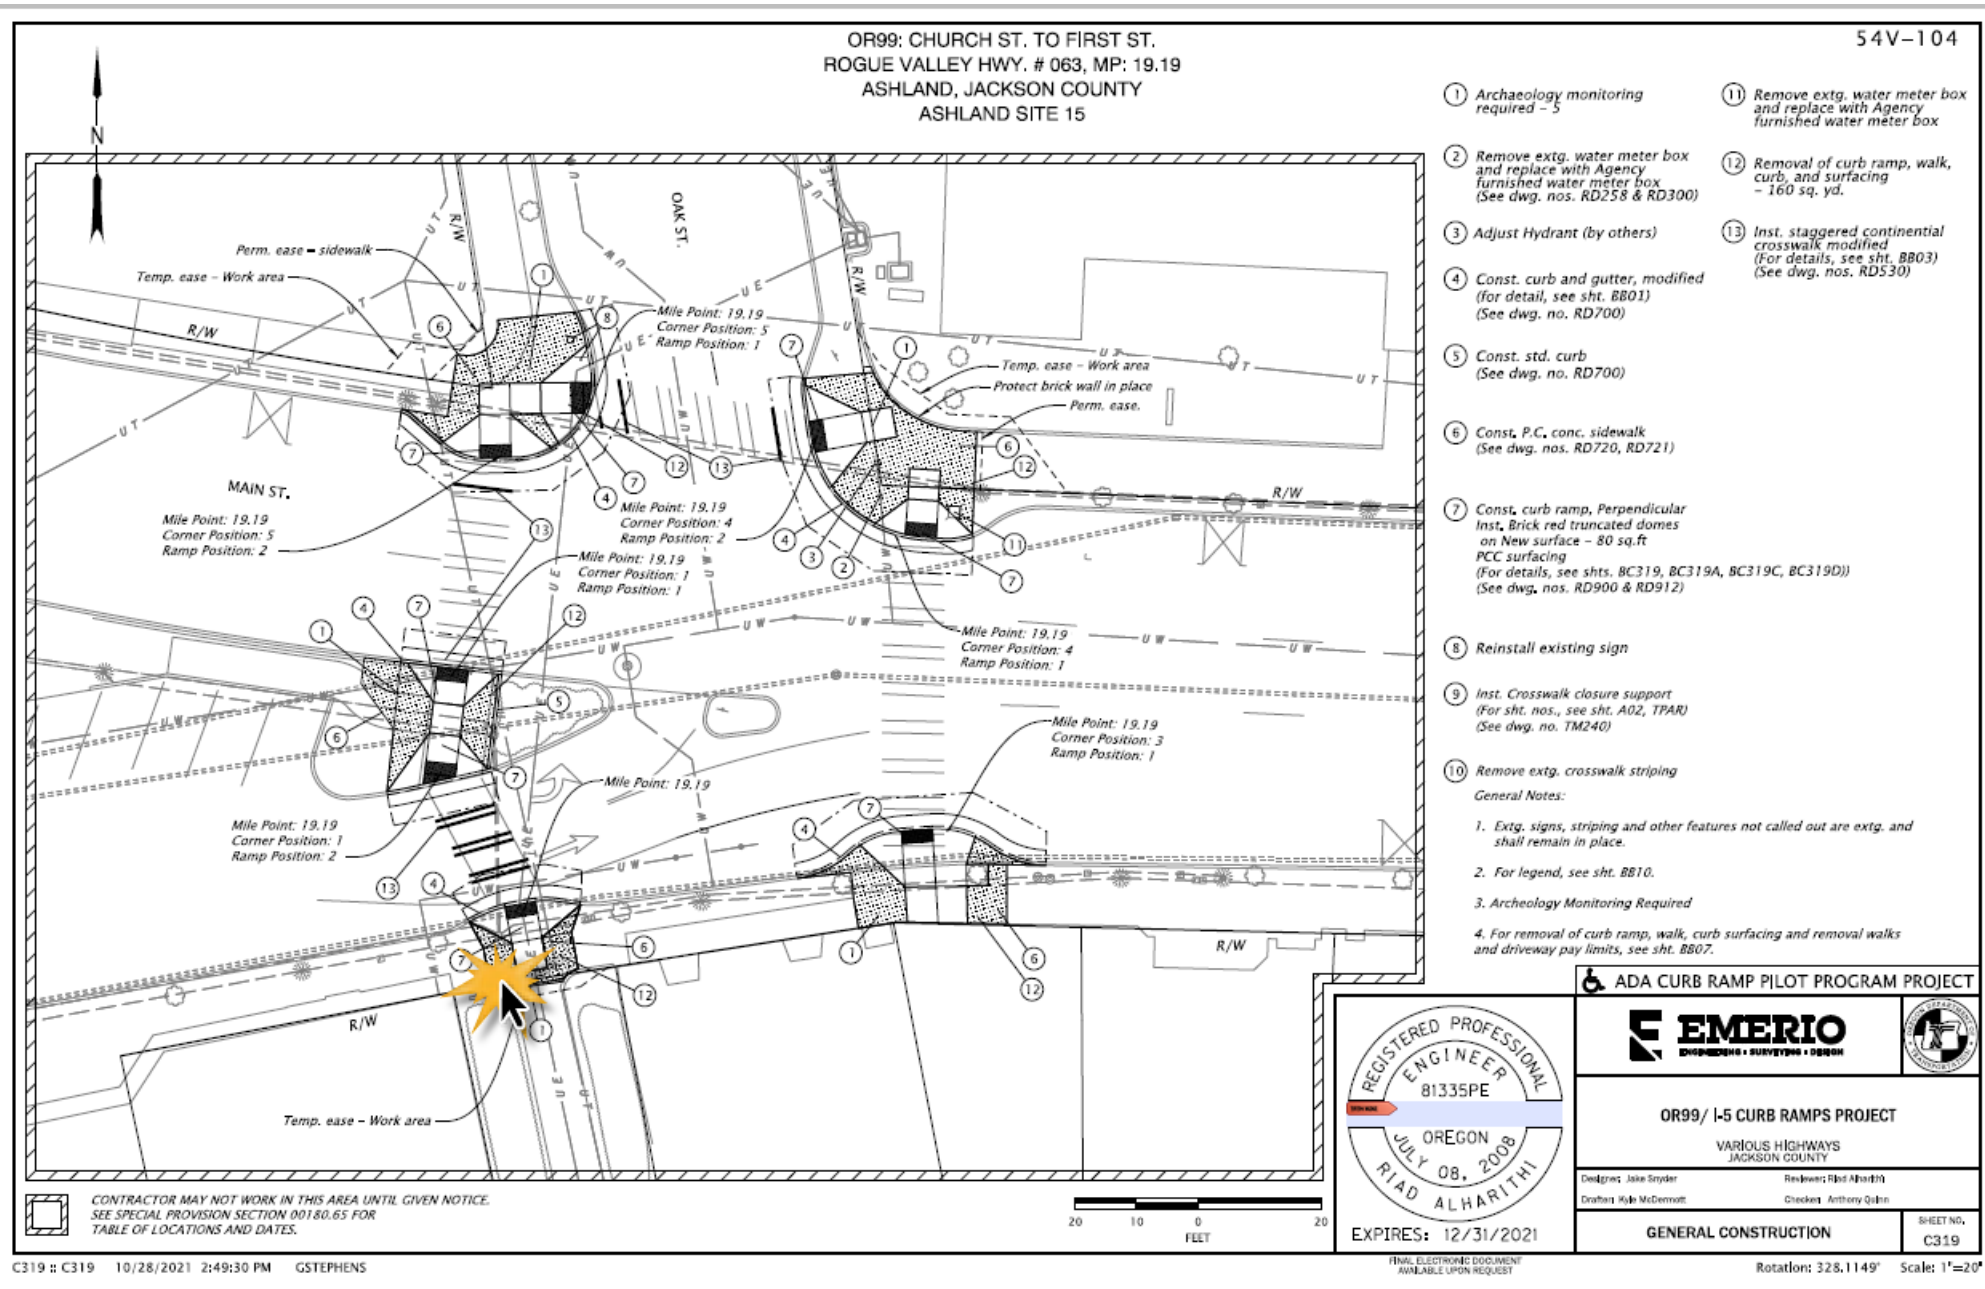 OR99: CHURCH ST. TO FIRST ST.
ROGUE VALLEY HWY. # 063, MP: 19.19
ASHLAND, JACKSON COUNTY
ASHLAND SITE 15
54V-104
N
1 Archaeology monitoring
required - 5
2 Remove extg. water meter box
and replace with Agency
furnished water meter box
(See dwg. nos. RD258 & RD300)
3 Adjust Hydrant (by others)
4 Const. curb and gutter, modified
(for detail, see sht. BB01)
(See dwg. no. RD700)
5 Const. std. curb
(See dwg. no. RD700)
6 Const. P.C. conc. sidewalk
(See dwg. nos. RD720, RD721)
7 Const. curb ramp, Perpendicular
Inst. Brick red truncated domes
on New surface - 80 sq.ft
PCC surfacing
(For details, see shts. BC319, BC319A, BC319C, BC319D))
(See dwg. nos. RD900 & RD912)
8 Reinstall existing sign
9 Inst. Crosswalk closure support
(For sht. nos., see sht. A02, TPAR)
(See dwg. no. TM240)
10 Remove extg. crosswalk striping
11 Remove extg. water meter box
and replace with Agency
furnished water meter box
12 Removal of curb ramp, walk,
curb, and surfacing
- 160 sq. yd.
13 Inst. staggered continential
crosswalk modified
(For details, see sht. BB03)
(See dwg. nos. RD530)
General Notes:
1. Extg. signs, striping and other features not called out are extg. and
shall remain in place.
2. For legend, see sht. BB10.
3. Archeology Monitoring Required
4. For removal of curb ramp, walk, curb surfacing and removal walks
and driveway pay limits, see sht. BB07.
Perm. ease - sidewalk
Temp. ease - Work area
R/W
R/W
OAK ST.
R/W
Mile Point: 19.19
Corner Position: 5
Ramp Position: 1
Temp. ease - Work area
Protect brick wall in place
Perm. ease.
MAIN ST.
R/W
Mile Point: 19.19
Corner Position: 5
Ramp Position: 2
Mile Point: 19.19
Corner Position: 4
Ramp Position: 2
Mile Point: 19.19
Corner Position: 1
Ramp Position: 1
Mile Point: 19.19
Corner Position: 4
Ramp Position: 1
Mile Point: 19.19
Corner Position: 3
Ramp Position: 1
Mile Point: 19.19
Mile Point: 19.19
Corner Position: 1
Ramp Position: 2
R/W
R/W
Temp. ease - Work area
CONTRACTOR MAY NOT WORK IN THIS AREA UNTIL GIVEN NOTICE.
SEE SPECIAL PROVISION SECTION 00180.65 FOR
TABLE OF LOCATIONS AND DATES.
20 10 0 20
FEET
REGISTERED PROFESSIONAL
ENGINEER
81335PE
OREGON
JULY 08, 2008
RIAD ALHARITHI
EXPIRES: 12/31/2021
FINAL ELECTRONIC DOCUMENT
AVAILABLE UPON REQUEST
ADA CURB RAMP PILOT PROGRAM PROJECT
EMERIO
ENGINEERING • SURVEYING • DESIGN
OR99/ I-5 CURB RAMPS PROJECT
VARIOUS HIGHWAYS
JACKSON COUNTY
Designer: Jake Snyder
Reviewer: Riad Alharithi
Drafter: Kyle McDermott
Checker: Anthony Quinn
GENERAL CONSTRUCTION
SHEET NO.
C319
C319 :: C319 10/28/2021 2:49:30 PM GSTEPHENS
Rotation: 328.1149° Scale: 1"=20'